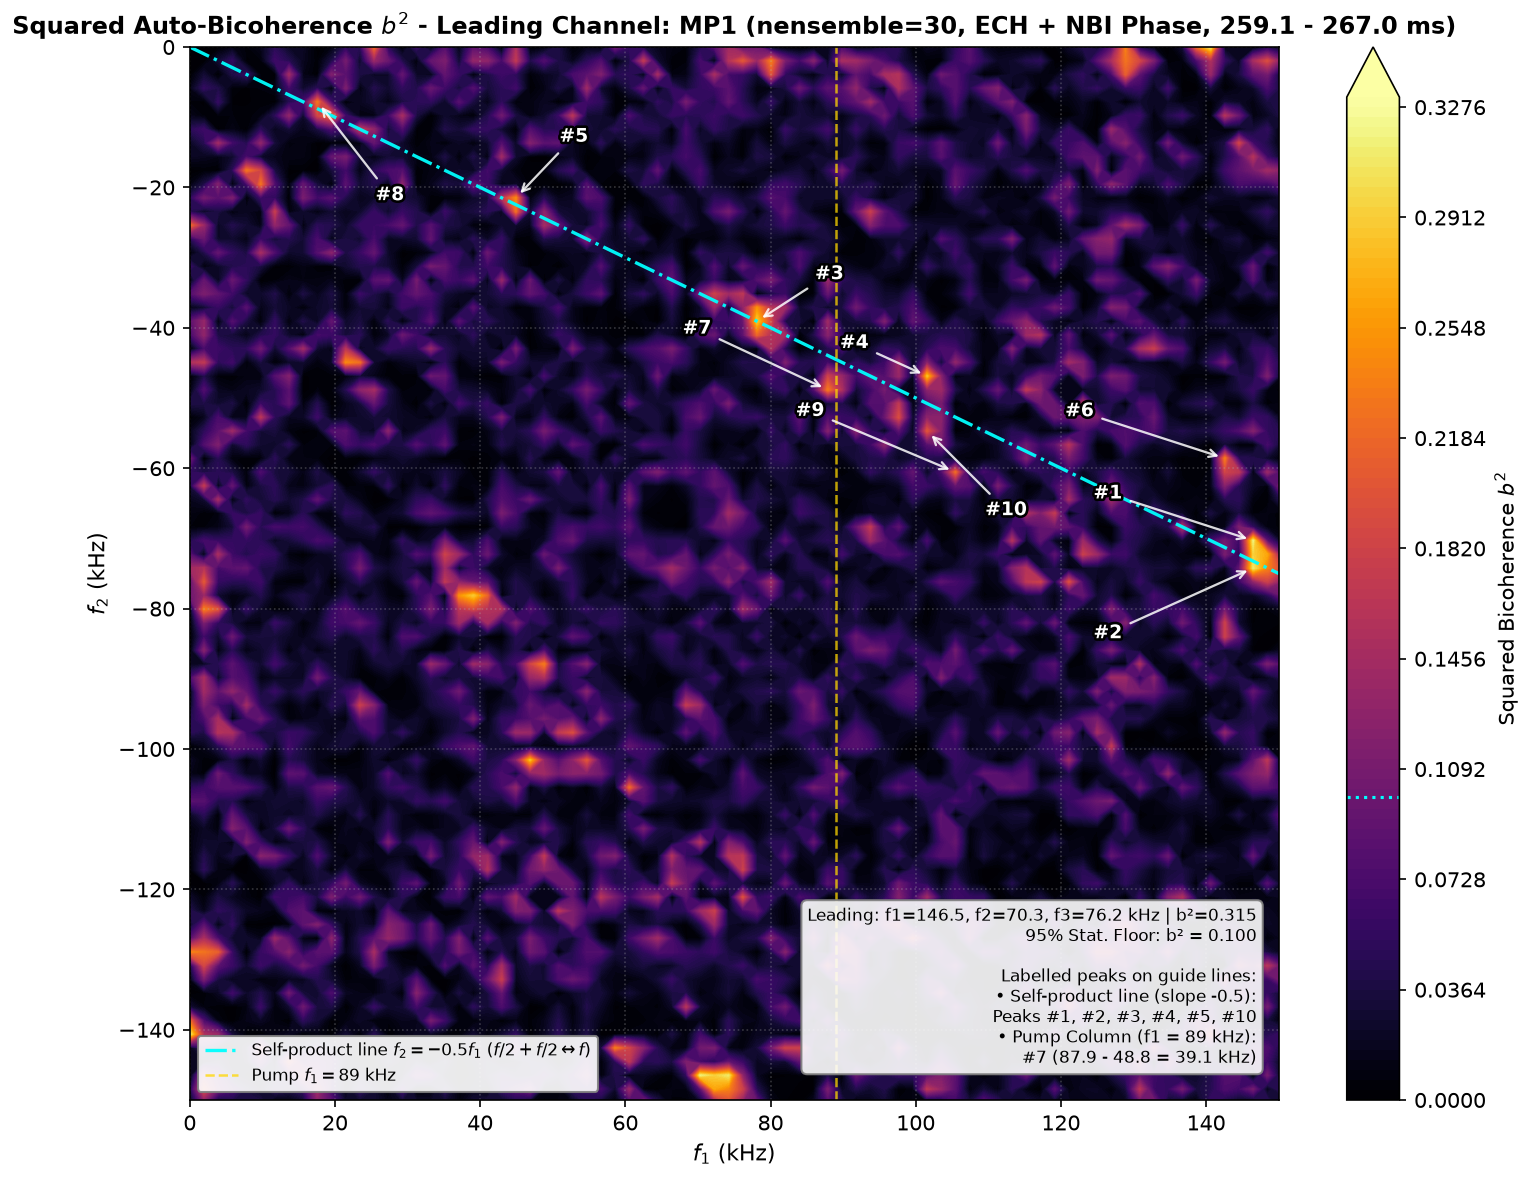 Squared Auto-Bicoherence b² - Leading Channel: MP1 (nensemble=30, ECH + NBI Phase, 259.1 - 267.0 ms)
0
−20
−40
−60
−80
−100
−120
−140
f₂ (kHz)
0
20
40
60
80
100
120
140
f₁ (kHz)
#8
#5
#3
#7
#4
#9
#6
#10
#1
#2
Leading: f1=146.5, f2=70.3, f3=76.2 kHz | b²=0.315
95% Stat. Floor: b² = 0.100
Labelled peaks on guide lines:
• Self-product line (slope -0.5):
Peaks #1, #2, #3, #4, #5, #10
• Pump Column (f1 = 89 kHz):
#7 (87.9 - 48.8 = 39.1 kHz)
Self-product line f₂ = −0.5f₁ (f/2 + f/2 ↔ f)
Pump f₁ = 89 kHz
0.3276
0.2912
0.2548
0.2184
0.1820
0.1456
0.1092
0.0728
0.0364
0.0000
Squared Bicoherence b²